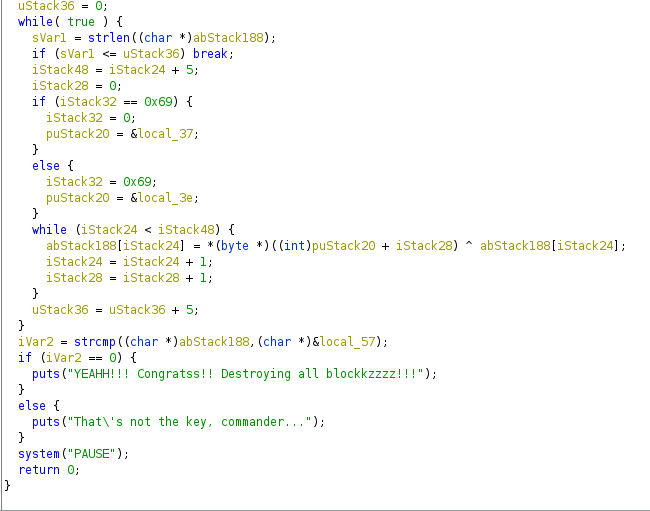 uStack36 = 0;
while( true ) {
sVar1 = strlen((char *)abStack188);
if (sVar1 <= uStack36) break;
iStack48 = iStack24 + 5;
iStack28 = 0;
if (iStack32 == 0x69) {
iStack32 = 0;
puStack20 = &local_37;
}
else {
iStack32 = 0x69;
puStack20 = &local_3e;
}
while (iStack24 < iStack48) {
abStack188[iStack24] = *(byte *)((int)puStack20 + iStack28) ^ abStack188[iStack24];
iStack24 = iStack24 + 1;
iStack28 = iStack28 + 1;
}
uStack36 = uStack36 + 5;
}
iVar2 = strcmp((char *)abStack188,(char *)&local_57);
if (iVar2 == 0) {
puts("YEAHH!!! Congratss!! Destroying all blockkzzzz!!!");
}
else {
puts("That\'s not the key, commander...");
}
system("PAUSE");
return 0;
}